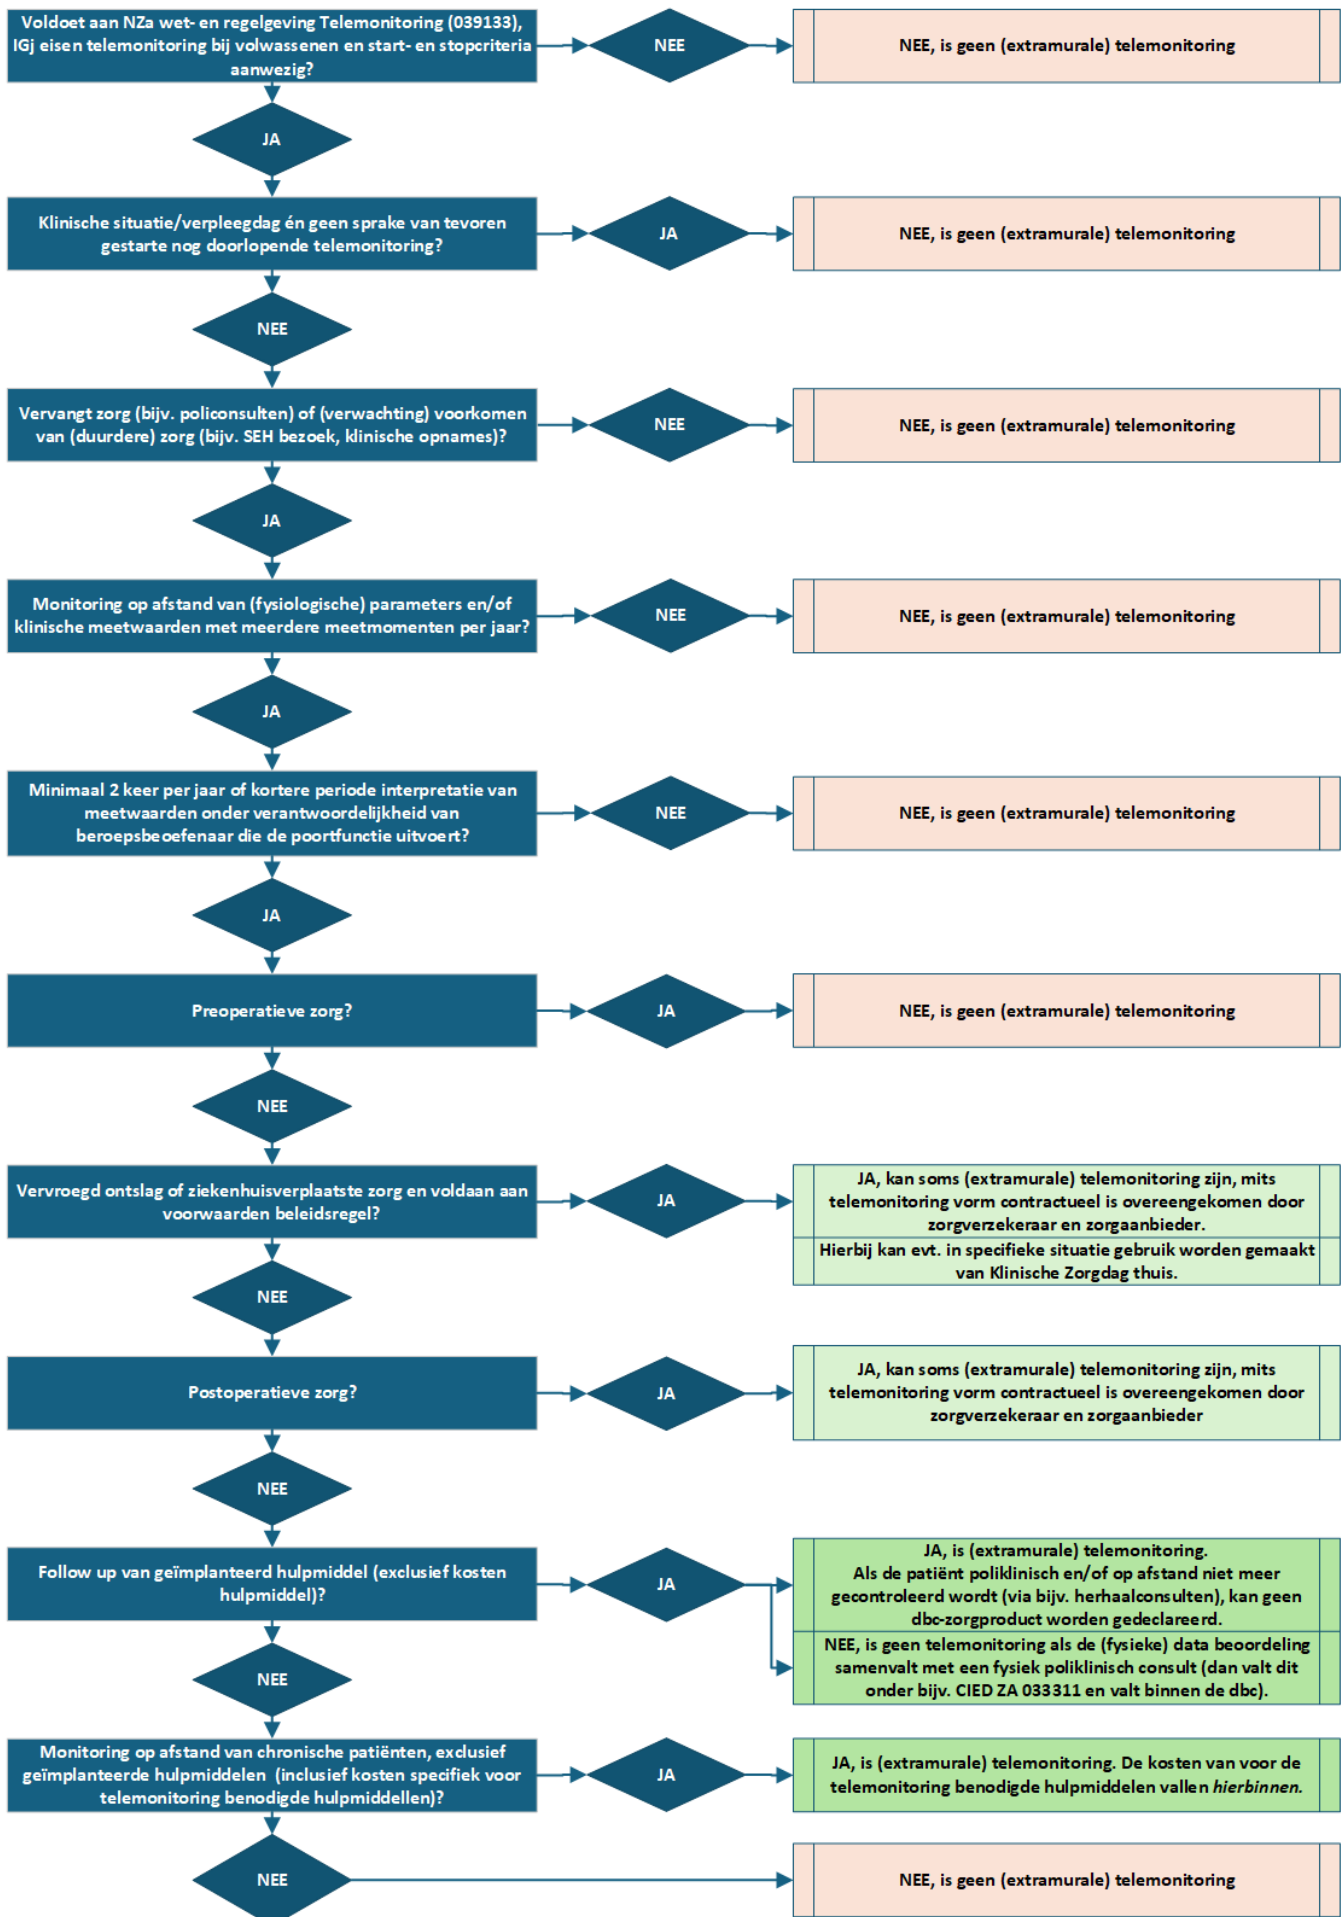 Voldoet aan NZa wet- en regelgeving Telemonitoring (039133),
IGj eisen telemonitoring bij volwassenen en start- en stopcriteria
aanwezig?
NEE
NEE, is geen (extramurale) telemonitoring
JA
Klinische situatie/verpleegdag én geen sprake van tevoren
gestarte nog doorlopende telemonitoring?
JA
NEE, is geen (extramurale) telemonitoring
NEE
Vervangt zorg (bijv. policonsulten) of (verwachting) voorkomen
van (duurdere) zorg (bijv. SEH bezoek, klinische opnames)?
NEE
NEE, is geen (extramurale) telemonitoring
JA
Monitoring op afstand van (fysiologische) parameters en/of
klinische meetwaarden met meerdere meetmomenten per jaar?
NEE
NEE, is geen (extramurale) telemonitoring
JA
Minimaal 2 keer per jaar of kortere periode interpretatie van
meetwaarden onder verantwoordelijkheid van
beroepsbeoefenaar die de poortfunctie uitvoert?
NEE
NEE, is geen (extramurale) telemonitoring
JA
Preoperatieve zorg?
JA
NEE, is geen (extramurale) telemonitoring
NEE
Vervroegd ontslag of ziekenhuisverplaatste zorg en voldaan aan
voorwaarden beleidsregel?
JA
JA, kan soms (extramurale) telemonitoring zijn, mits
telemonitoring vorm contractueel is overeengekomen door
zorgverzekeraar en zorgaanbieder.
Hierbij kan evt. in specifieke situatie gebruik worden gemaakt
van Klinische Zorgdag thuis.
NEE
Postoperatieve zorg?
JA
JA, kan soms (extramurale) telemonitoring zijn, mits
telemonitoring vorm contractueel is overeengekomen door
zorgverzekeraar en zorgaanbieder
NEE
Follow up van geïmplanteerd hulpmiddel (exclusief kosten
hulpmiddel)?
JA
JA, is (extramurale) telemonitoring.
Als de patiënt poliklinisch en/of op afstand niet meer
gecontroleerd wordt (via bijv. herhaalconsulten), kan geen
dbc-zorgproduct worden gedeclareerd.
NEE, is geen telemonitoring als de (fysieke) data beoordeling
samenvalt met een fysiek poliklinisch consult (dan valt dit
onder bijv. CIED ZA 033311 en valt binnen de dbc).
NEE
Monitoring op afstand van chronische patiënten, exclusief
geïmplanteerde hulpmiddelen (inclusief kosten specifiek voor
telemonitoring benodigde hulpmiddellen)?
JA
JA, is (extramurale) telemonitoring. De kosten van voor de
telemonitoring benodigde hulpmiddelen vallen hierbinnen.
NEE
NEE, is geen (extramurale) telemonitoring